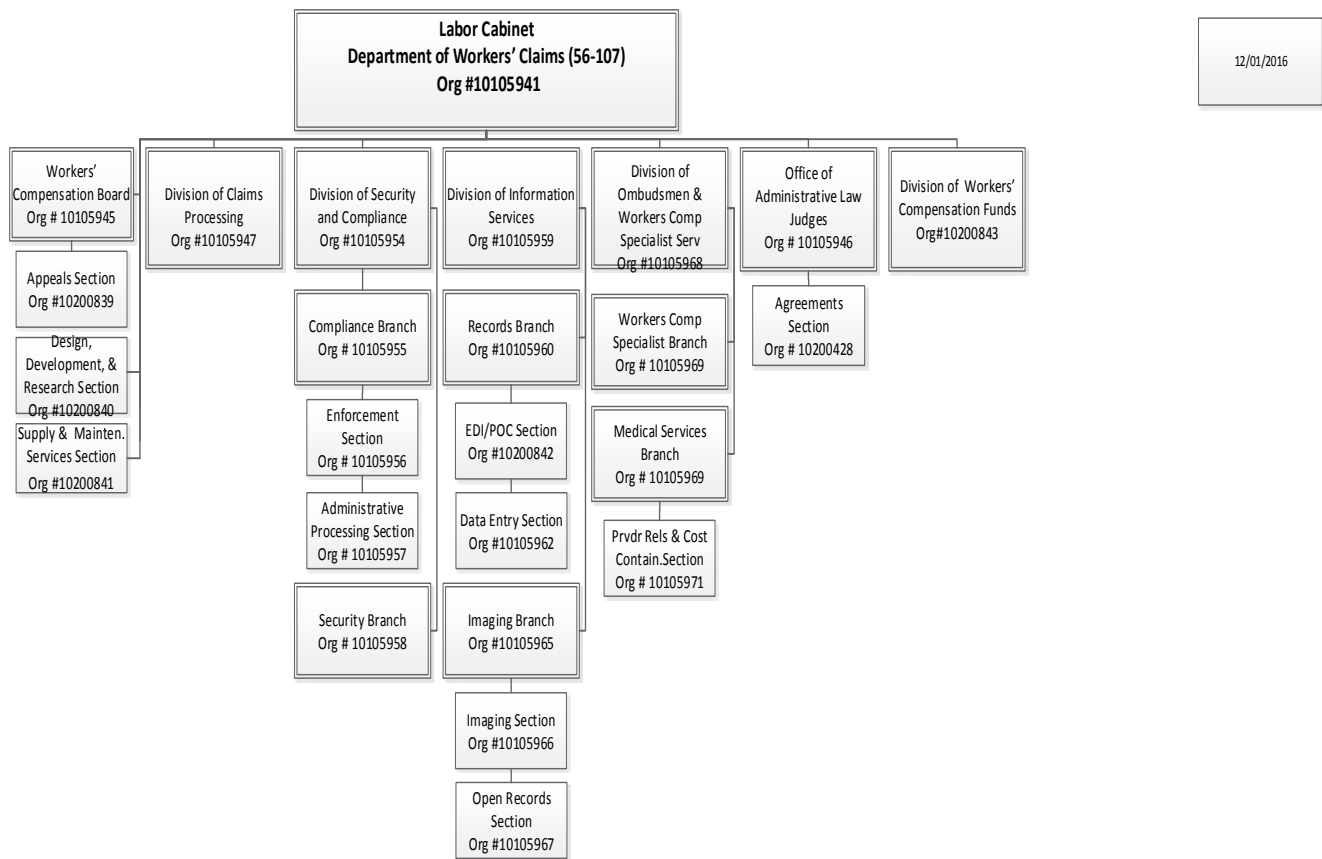 Labor Cabinet
Department of Workers’ Claims (56-107)
Org #10105941
12/01/2016
Workers’
Compensation Board
Org # 10105945
Division of Claims
Processing
Org #10105947
Division of Security
and Compliance
Org #10105954
Division of Information
Services
Org #10105959
Division of
Ombudsmen &
Workers Comp
Specialist Serv
Org #10105968
Office of
Administrative Law
Judges
Org # 10105946
Division of Workers’
Compensation Funds
Org#10200843
Appeals Section
Org #10200839
Design,
Development, &
Research Section
Org #10200840
Supply & Mainten.
Services Section
Org #10200841
Compliance Branch
Org # 10105955
Enforcement
Section
Org # 10105956
Administrative
Processing Section
Org # 10105957
Security Branch
Org # 10105958
Records Branch
Org #10105960
EDI/POC Section
Org #10200842
Data Entry Section
Org #10105962
Imaging Branch
Org #10105965
Imaging Section
Org #10105966
Open Records
Section
Org #10105967
Workers Comp
Specialist Branch
Org # 10105969
Medical Services
Branch
Org # 10105969
Prvdr Rels & Cost
Contain.Section
Org # 10105971
Agreements
Section
Org # 10200428